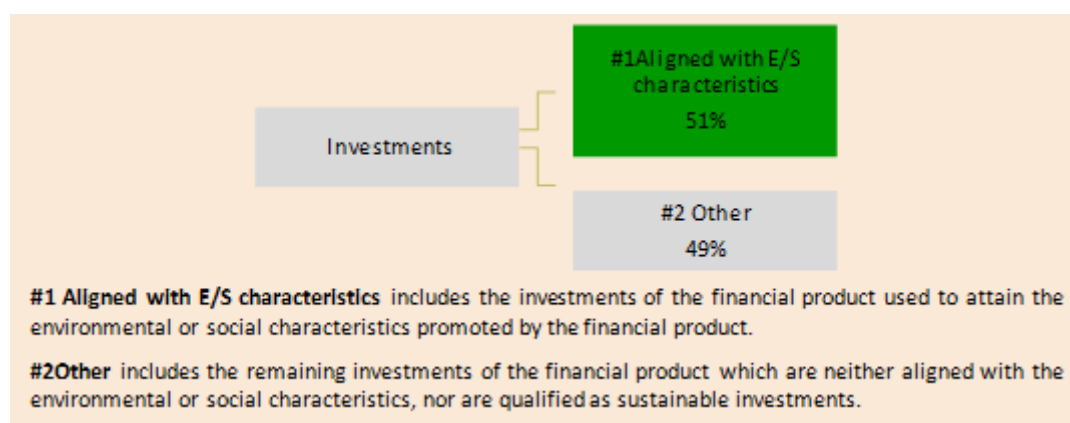 #1Aligned with E/S
characteristics
51%
Investments
#2 Other
49%
#1 Aligned with E/S characteristics includes the investments of the financial product used to attain the
environmental or social characteristics promoted by the financial product.
#2Other includes the remaining investments of the financial product which are neither aligned with the
environmental or social characteristics, nor are qualified as sustainable investments.